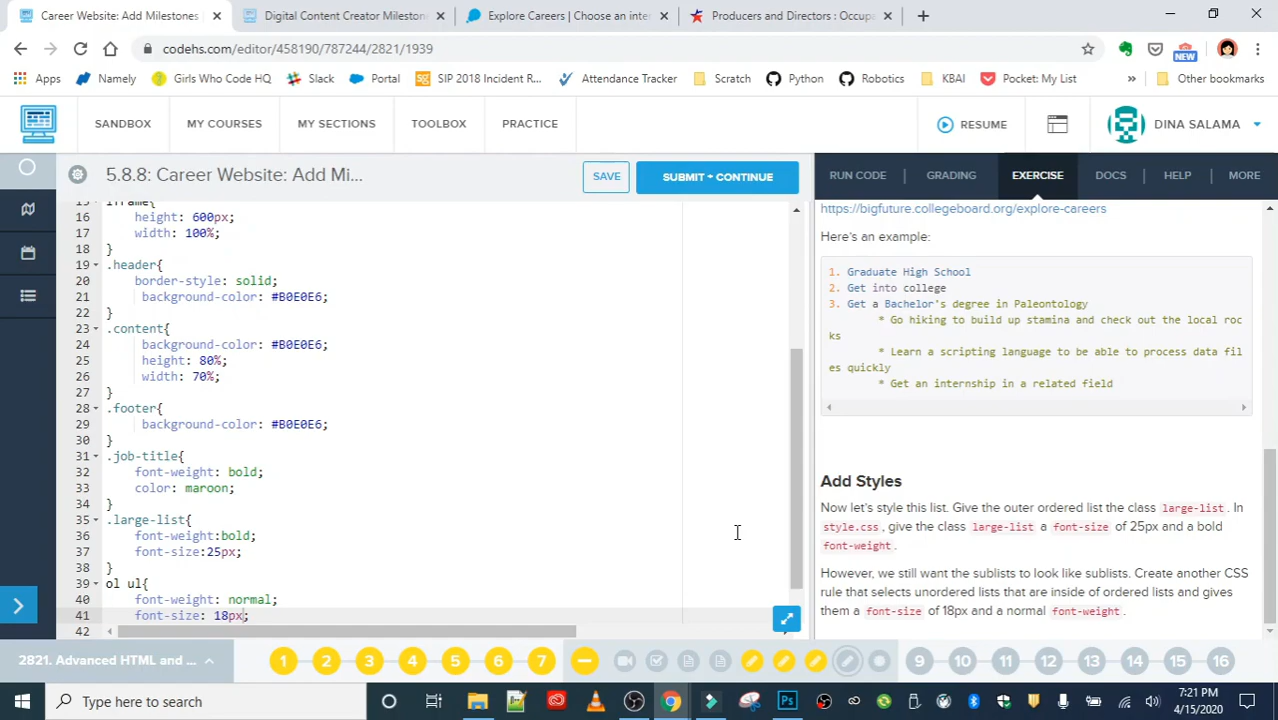 Career Website: Add Milestones
Digital Content Creator Milestone
Explore Careers | Choose an inte
Producers and Directors : Occupa
codehs.com/editor/458190/787244/2821/1939
NEW
Apps
Namely
Girls Who Code HQ
Slack
Portal
SIP 2018 Incident R...
Attendance Tracker
Scratch
Python
Robotics
KBAI
Pocket: My List
»
Other bookmarks
SANDBOX
MY COURSES
MY SECTIONS
TOOLBOX
PRACTICE
RESUME
DINA SALAMA
5.8.8: Career Website: Add Mi...
SAVE
SUBMIT + CONTINUE
RUN CODE
GRADING
EXERCISE
DOCS
HELP
MORE
15 iframe{
16 height: 600px;
17 width: 100%;
18 }
19 .header{
20 border-style: solid;
21 background-color: #B0E0E6;
22 }
23 .content{
24 background-color: #B0E0E6;
25 height: 80%;
26 width: 70%;
27 }
28 .footer{
29 background-color: #B0E0E6;
30 }
31 .job-title{
32 font-weight: bold;
33 color: maroon;
34 }
35 .large-list{
36 font-weight:bold;
37 font-size:25px;
38 }
39 ol ul{
40 font-weight: normal;
41 font-size: 18px;
42
https://bigfuture.collegeboard.org/explore-careers
Here's an example:
1. Graduate High School
2. Get into college
3. Get a Bachelor's degree in Paleontology
* Go hiking to build up stamina and check out the local roc
ks
* Learn a scripting language to be able to process data fil
es quickly
* Get an internship in a related field
Add Styles
Now let's style this list. Give the outer ordered list the class large-list. In
style.css, give the class large-list a font-size of 25px and a bold
font-weight.
However, we still want the sublists to look like sublists. Create another CSS
rule that selects unordered lists that are inside of ordered lists and gives
them a font-size of 18px and a normal font-weight.
2821. Advanced HTML and ...
1 2 3 4 5 6 7 9 10 11 12 13 14 15 16
Type here to search
Ps
7:21 PM
4/15/2020